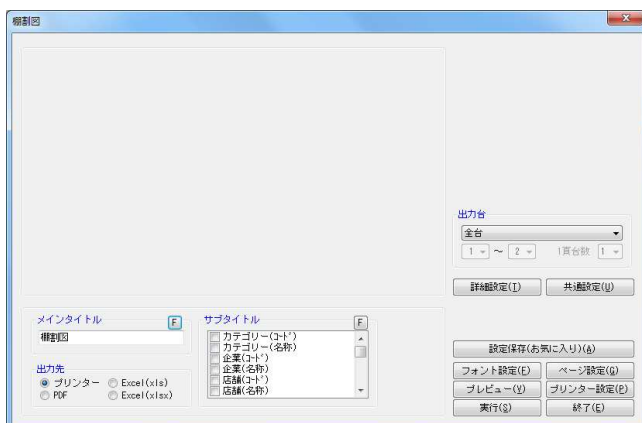 棚割図
x
出力台
全台
1 ～ 2 1頁台数 1
詳細設定(T) 共通設定(U)
メインタイトル F
棚割図
サブタイトル F
カテゴリー(ｺｰﾄﾞ)
カテゴリー(名称)
企業(ｺｰﾄﾞ)
企業(名称)
店舗(ｺｰﾄﾞ)
店舗(名称)
出力先
プリンター Excel(xls)
PDF Excel(xlsx)
設定保存(お気に入り)(A)
フォント設定(F) ページ設定(G)
プレビュー(V) プリンター設定(P)
実行(S) 終了(E)